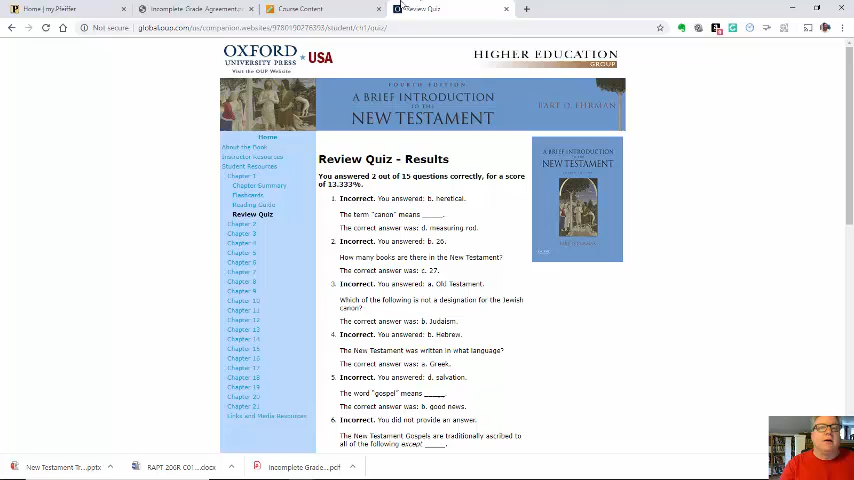 Home | my.Pfeiffer
Incomplete Grade Agreement
Course Content
Review Quiz
global.oup.com/us/companion.websites/9780190276393/student/ch1/quiz/
OXFORD
UNIVERSITY PRESS
USA
Visit the OUP Website
HIGHER EDUCATION
GROUP
FOURTH EDITION
A BRIEF INTRODUCTION
TO THE
NEW TESTAMENT
BART D. EHRMAN
Home
About the Book
Instructor Resources
Student Resources
Chapter 1
Chapter Summary
Flashcards
Reading Guide
Review Quiz
Chapter 2
Chapter 3
Chapter 4
Chapter 5
Chapter 6
Chapter 7
Chapter 8
Chapter 9
Chapter 10
Chapter 11
Chapter 12
Chapter 13
Chapter 14
Chapter 15
Chapter 16
Chapter 17
Chapter 18
Chapter 19
Chapter 20
Chapter 21
Links and Media Resources
Review Quiz - Results
You answered 2 out of 15 questions correctly, for a score
of 13.333%.
1. Incorrect. You answered: b. heretical.
The term "canon" means _____.
The correct answer was: d. measuring rod.
2. Incorrect. You answered: b. 26.
How many books are there in the New Testament?
The correct answer was: c. 27.
3. Incorrect. You answered: a. Old Testament.
Which of the following is not a designation for the Jewish
canon?
The correct answer was: b. Judaism.
4. Incorrect. You answered: b. Hebrew.
The New Testament was written in what language?
The correct answer was: a. Greek.
5. Incorrect. You answered: d. salvation.
The word "gospel" means _____.
The correct answer was: b. good news.
6. Incorrect. You did not provide an answer.
The New Testament Gospels are traditionally ascribed to
all of the following except _____.
A BRIEF INTRODUCTION
TO THE
NEW TESTAMENT
New Testament Tr....pptx
RAPT 206R C01....docx
Incomplete Grade....pdf